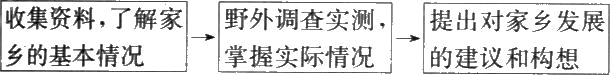 收集资料,了解家
乡的基本情况
野外调查实测,
掌握实际情况
提出对家乡发展
的建议和构想